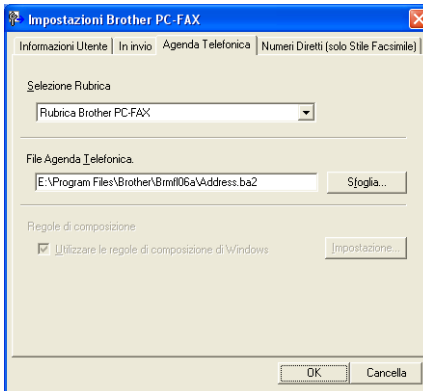 Impostazioni Brother PC-FAX
Informazioni Utente In invio Agenda Telefonica Numeri Diretti (solo Stile Facsimile)
Selezione Rubrica
Rubrica Brother PC-FAX
File Agenda Telefonica.
E:\Program Files\Brother\Brmfl06a\Address.ba2 Sfoglia...
Regole di composizione
Utilizzare le regole di composizione di Windows Impostazione...
OK Cancella